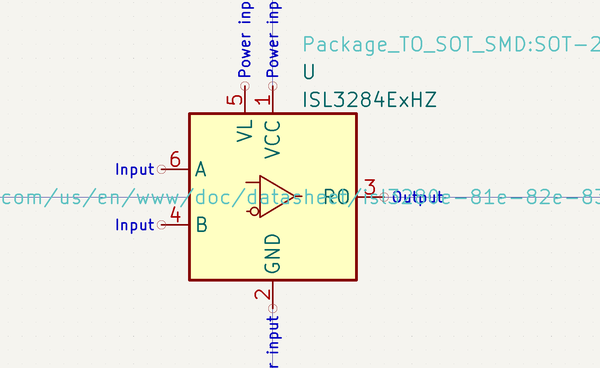 Power inp
Power inp
Package_TO_SOT_SMD:SOT-2
U
ISL3284ExHZ
5
1
VL
VCC
Input 6 A
3
com/us/en/www/doc/datasheet/isl3280e-81e-82e-83
RO
Output
Input 4 B
GND
2
r input